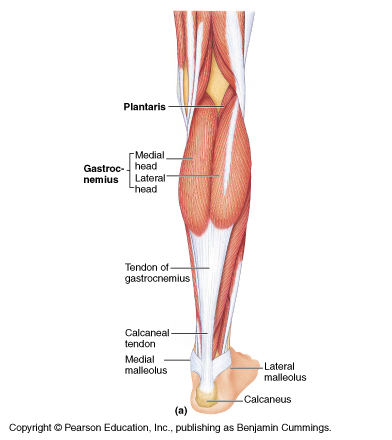 Plantaris
Gastroc-
nemius
Medial
head
Lateral
head
Tendon of
gastrocnemius
Calcaneal
tendon
Medial
malleolus
Lateral
malleolus
Calcaneus
(a)
Copyright © Pearson Education, Inc., publishing as Benjamin Cummings.